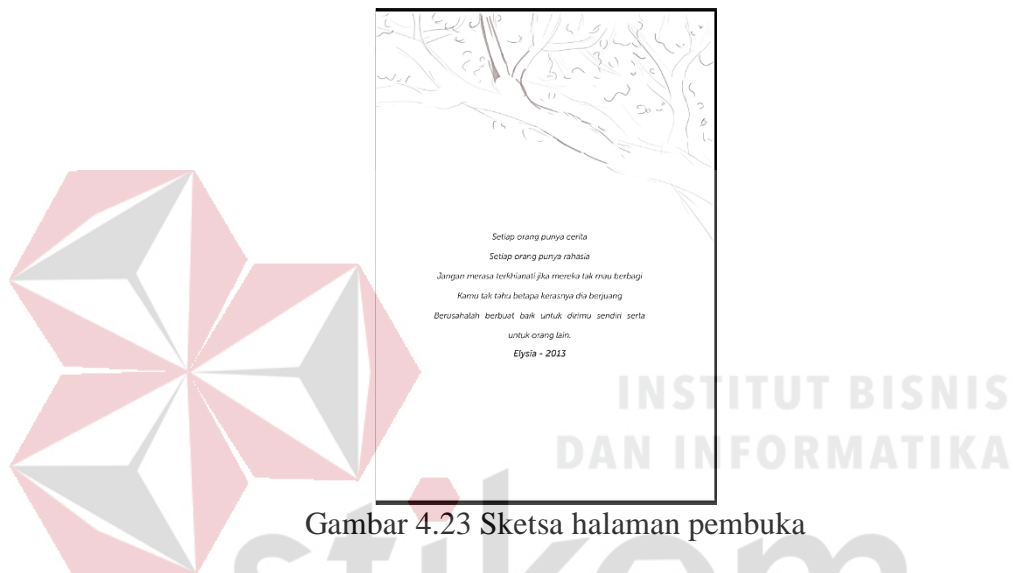 Setiap orang punya cerita
Setiap orang punya rahasia
Jangan merasa terkhianati jika mereka tak mau berbagi
Kamu tak tahu betapa kerasnya dia berjuang
Berusahalah berbuat baik untuk dirimu sendiri serta
untuk orang lain.
Elysia - 2013
INSTITUT BISNIS
DAN INFORMATIKA
Gambar 4.23 Sketsa halaman pembuka
stikom